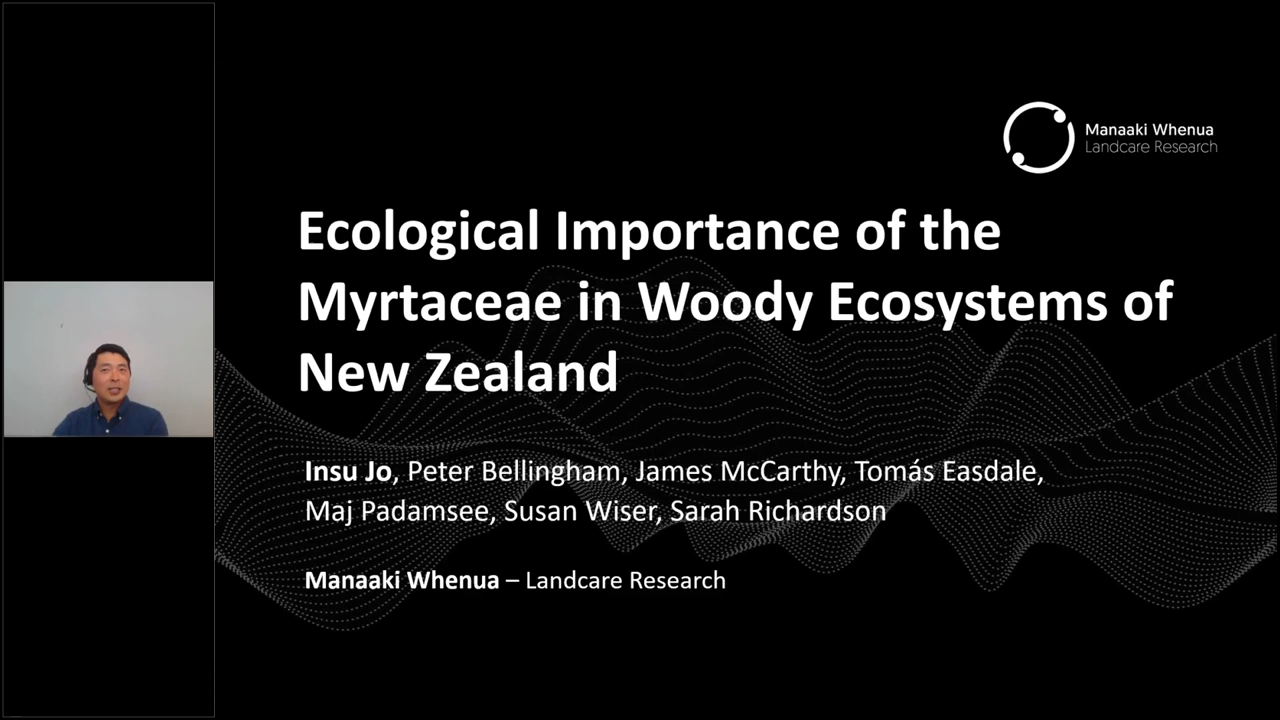 Manaaki Whenua
Landcare Research
Ecological Importance of the
Myrtaceae in Woody Ecosystems of
New Zealand
Insu Jo, Peter Bellingham, James McCarthy, Tomás Easdale,
Maj Padamsee, Susan Wiser, Sarah Richardson
Manaaki Whenua – Landcare Research